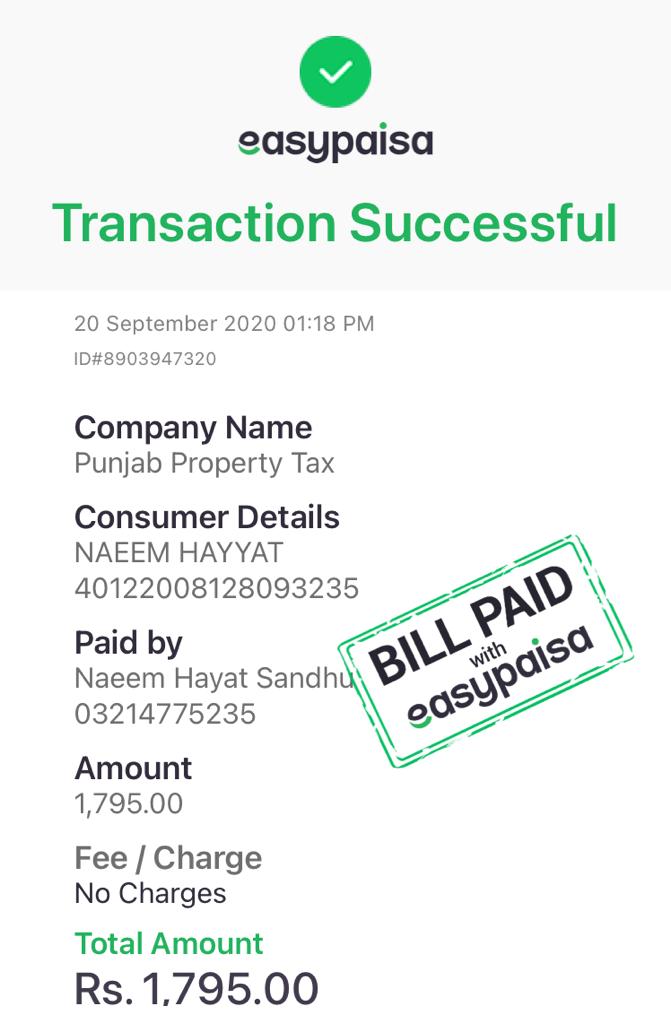 easypaisa
Transaction Successful
20 September 2020 01:18 PM
ID#8903947320
Company Name
Punjab Property Tax
Consumer Details
NAEEM HAYYAT
40122008128093235
Paid by
Naeem Hayat Sandhu
03214775235
BILL PAID
with
easypaisa
Amount
1,795.00
Fee / Charge
No Charges
Total Amount
Rs. 1,795.00